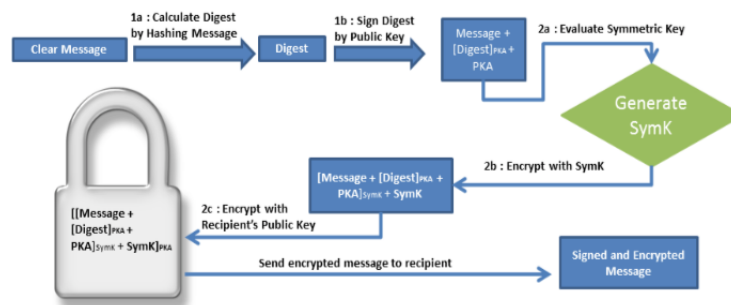 1a : Calculate Digest
by Hashing Message
1b : Sign Digest
by Public Key
2a : Evaluate Symmetric Key
Clear Message
Digest
Message +
[Digest]PKA +
PKA
Generate
SymK
2b : Encrypt with SymK
[Message + [Digest]PKA +
PKA]SymK + SymK
2c : Encrypt with
Recipient's Public Key
[[Message +
[Digest]PKA +
PKA]SymK + SymK]PKA
Send encrypted message to recipient
Signed and Encrypted
Message